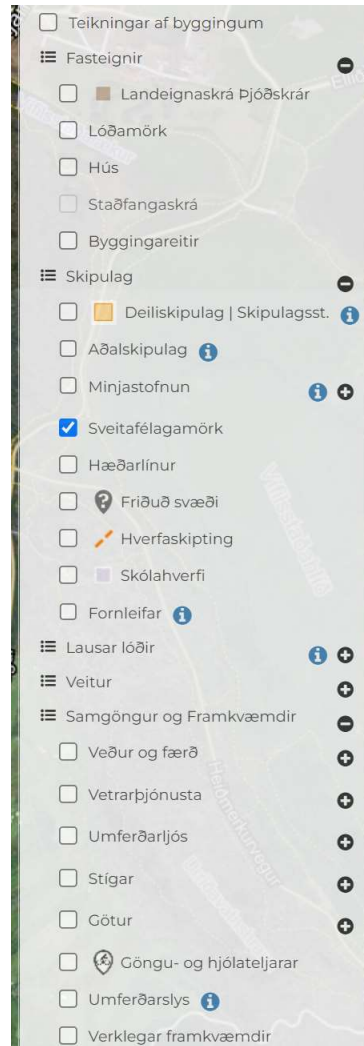 Teikningar af byggingum
Fasteignir
Landeignaskrá Þjóðskrár
Lóðamörk
Hús
Staðfangaskrá
Byggingareitir
Skipulag
Deiliskipulag | Skipulagsst.
Aðalskipulag
Minjastofnun
Sveitafélagamörk
Hæðarlínur
Friðuð svæði
Hverfaskipting
Skólahverfi
Fornleifar
Lausar lóðir
Veitur
Samgöngur og Framkvæmdir
Veður og færð
Vetrarþjónusta
Umferðarljós
Stígar
Götur
Göngu- og hjólateljarar
Umferðarslys
Verklegar framkvæmdir